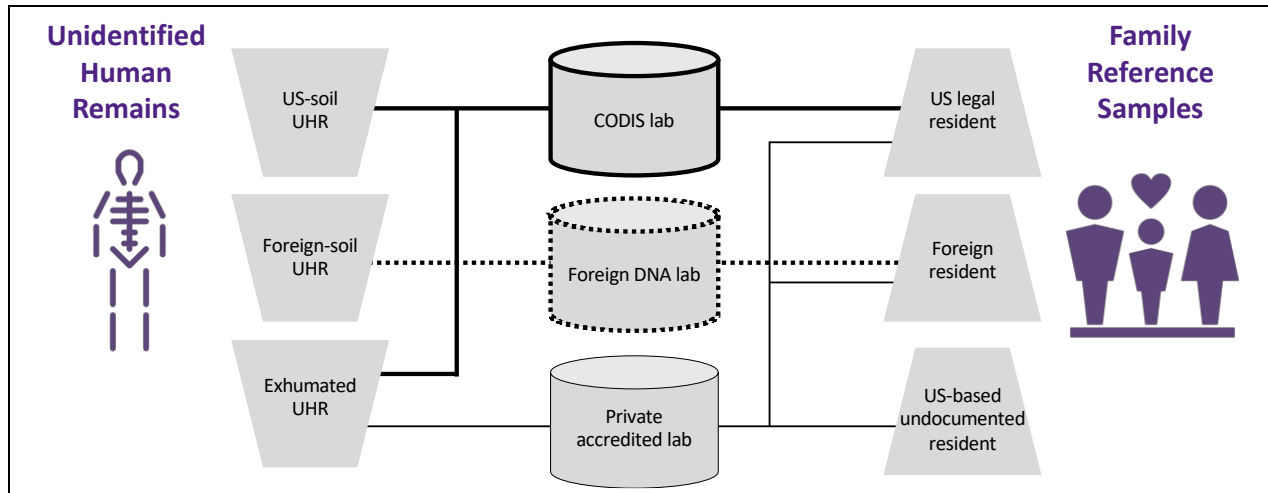 Unidentified
Human
Remains
US-soil
UHR
Foreign-soil
UHR
Exhumated
UHR
CODIS lab
Foreign DNA lab
Private
accredited lab
US legal
resident
Foreign
resident
US-based
undocumented
resident
Family
Reference
Samples